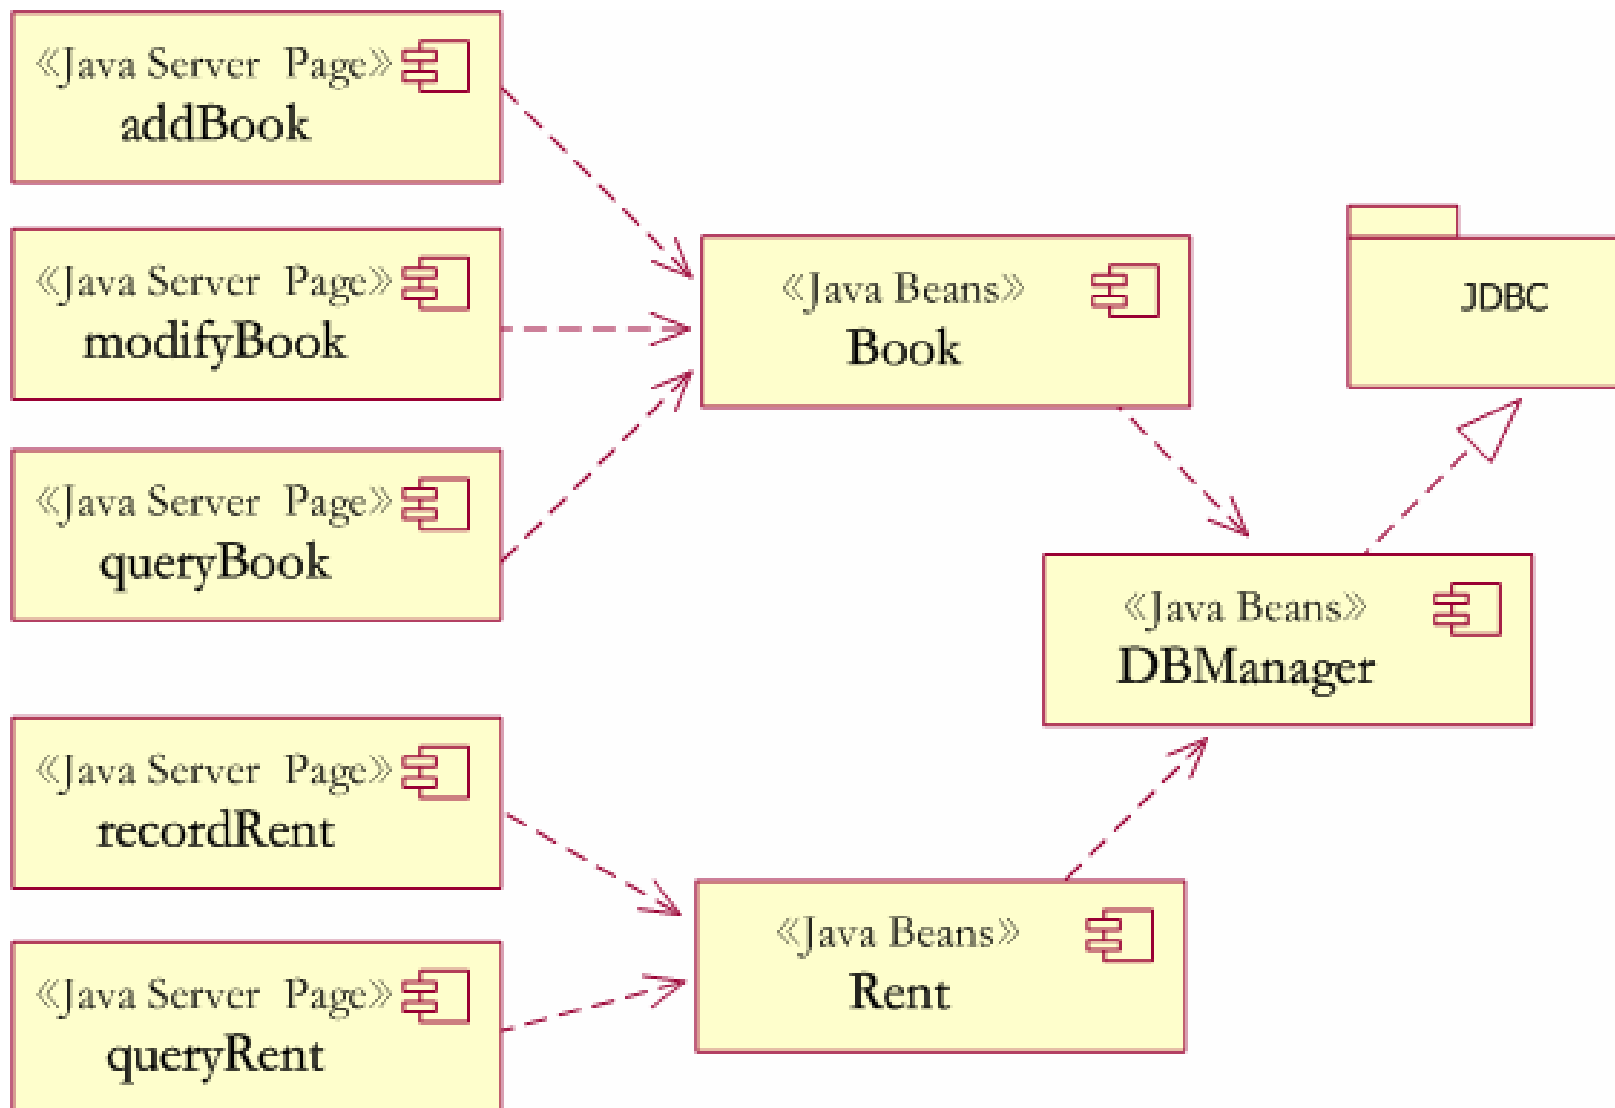 《Java Server Page》
addBook
《Java Server Page》
modifyBook
《Java Server Page》
queryBook
《Java Server Page》
recordRent
《Java Server Page》
queryRent
《Java Beans》
Book
《Java Beans》
Rent
《Java Beans》
DBManager
JDBC